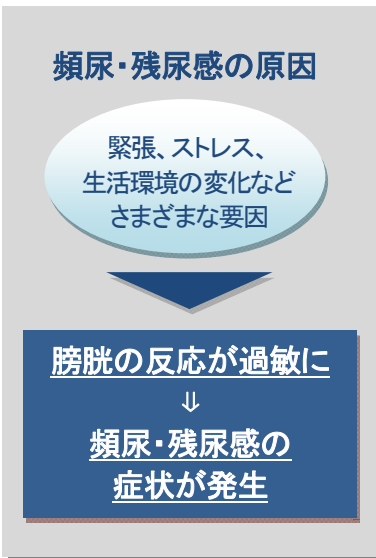 頻尿・残尿感の原因
緊張、ストレス、
生活環境の変化など
さまざまな要因
膀胱の反応が過敏に
⇓
頻尿・残尿感の
症状が発生